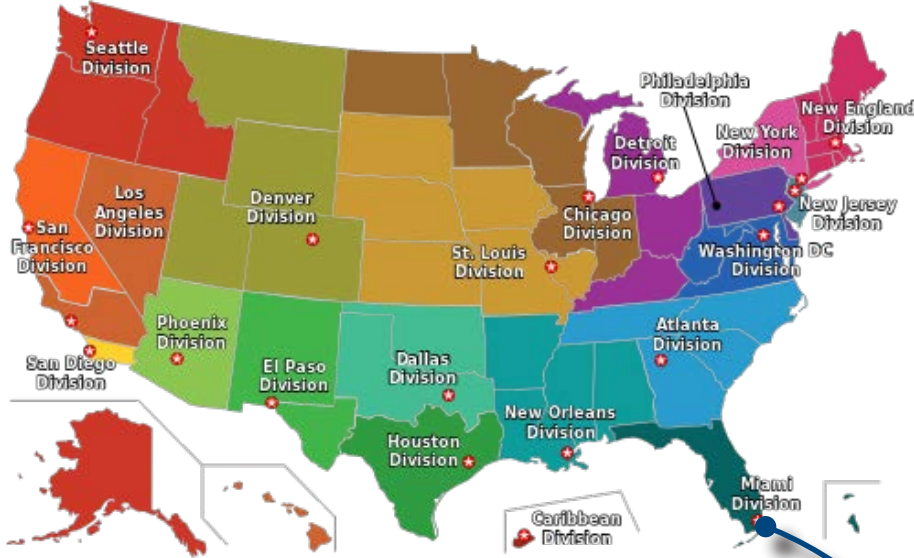 Seattle
Division
Philadelphia
Division
New England
Division
New York
Division
Detroit
Division
Los
Angeles
Division
Denver
Division
Chicago
Division
New Jersey
Division
San
Francisco
Division
St. Louis
Division
Washington DC
Division
Phoenix
Division
Atlanta
Division
San Diego
Division
El Paso
Division
Dallas
Division
New Orleans
Division
Houston
Division
Miami
Division
Caribbean
Division